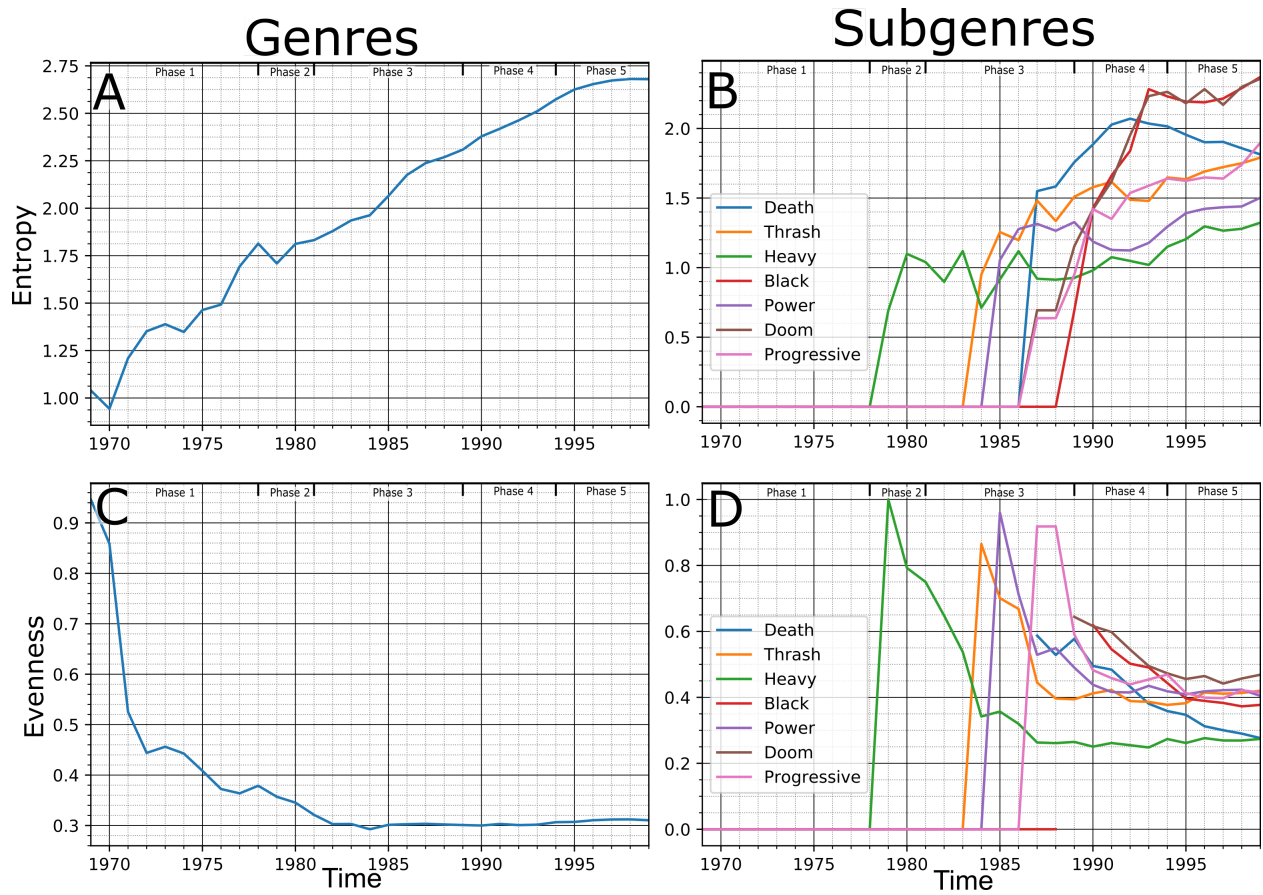 Genres
Subgenres
A
Phase 1 Phase 2 Phase 3 Phase 4 Phase 5
2.75
2.50
2.25
2.00
1.75
1.50
1.25
1.00
Entropy
1970 1975 1980 1985 1990 1995
B
Phase 1 Phase 2 Phase 3 Phase 4 Phase 5
2.0
1.5
1.0
0.5
0.0
Death
Thrash
Heavy
Black
Power
Doom
Progressive
1970 1975 1980 1985 1990 1995
C
Phase 1 Phase 2 Phase 3 Phase 4 Phase 5
0.9
0.8
0.7
0.6
0.5
0.4
0.3
Evenness
1970 1975 1980 1985 1990 1995
Time
D
Phase 1 Phase 2 Phase 3 Phase 4 Phase 5
1.0
0.8
0.6
0.4
0.2
0.0
Death
Thrash
Heavy
Black
Power
Doom
Progressive
1970 1975 1980 1985 1990 1995
Time